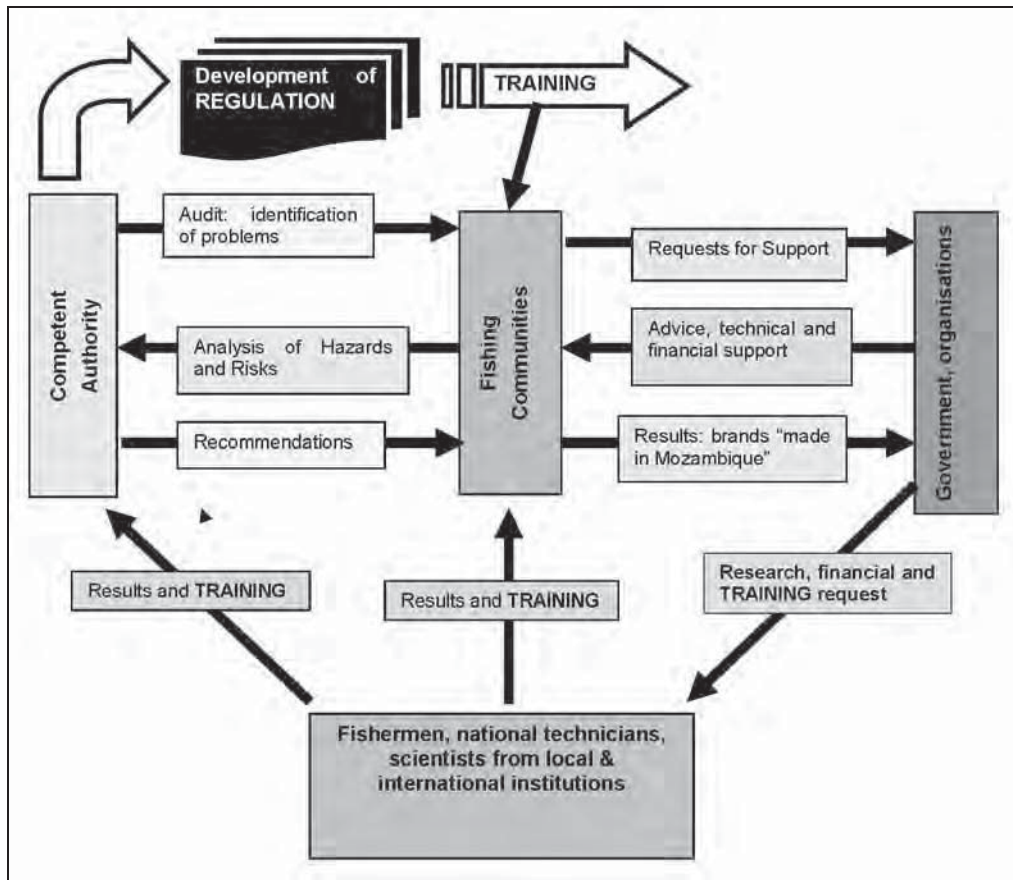 Development of
REGULATION
TRAINING
Audit: identification
of problems
Requests for Support
Competent
Authority
Analysis of Hazards
and Risks
Fishing
Communities
Advice, technical and
financial support
Government, organisations
Recommendations
Results: brands “made
in Mozambique”
Results and TRAINING
Results and TRAINING
Research, financial and
TRAINING request
Fishermen, national technicians,
scientists from local &
international institutions